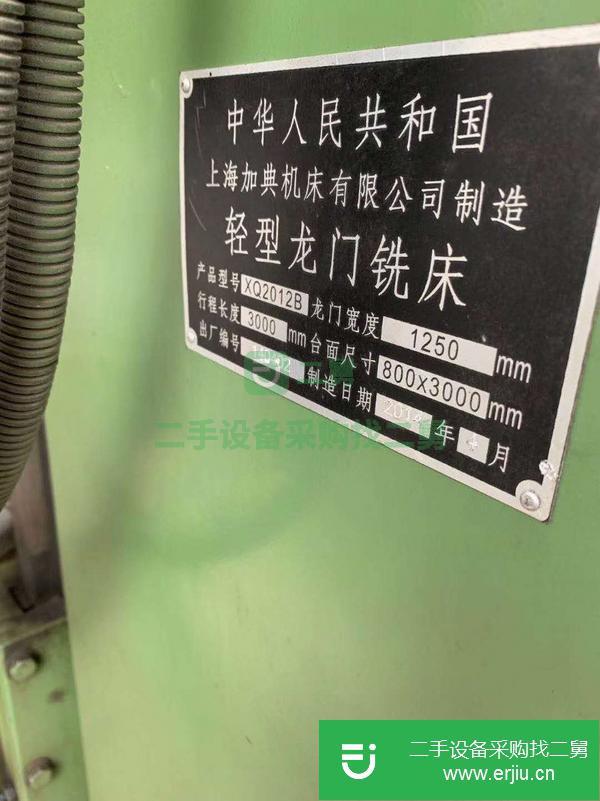 中华人民共和国
上海加典机床有限公司制造
轻型龙门铣床
产品型号 XQ2012B 龙门宽度 1250 mm
行程长度 3000 mm 台面尺寸 800x3000 mm
出厂编号 制造日期 年 4 月
二舅
二手设备采购找二舅
二手设备采购找二舅
www.erjiu.cn